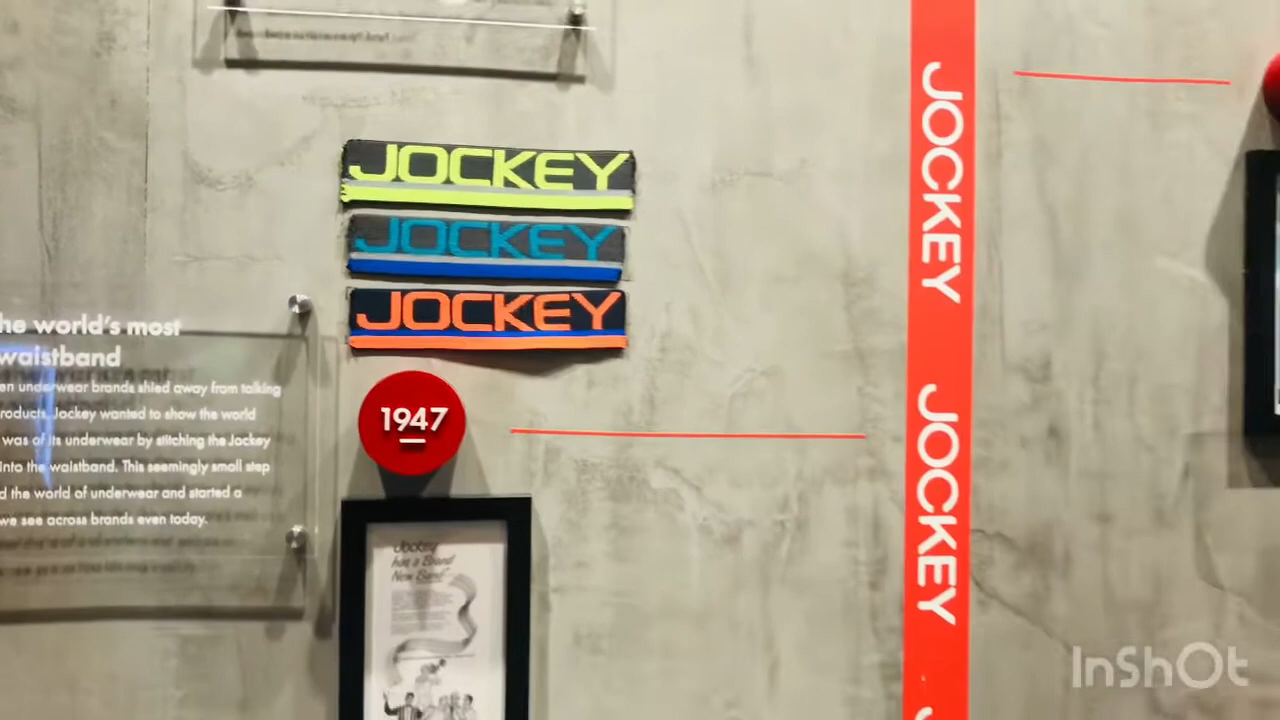 JOCKEY
JOCKEY
JOCKEY
1947
he world's most
waistband
en underwear brands shied away from talking
roducts, Jockey wanted to show the world
was of its underwear by stitching the Jockey
into the waistband. This seemingly small step
d the world of underwear and started a
we see across brands even today.
Jockey
has a Brand
New Band
JOCKEY
JOCKEY
InShOt